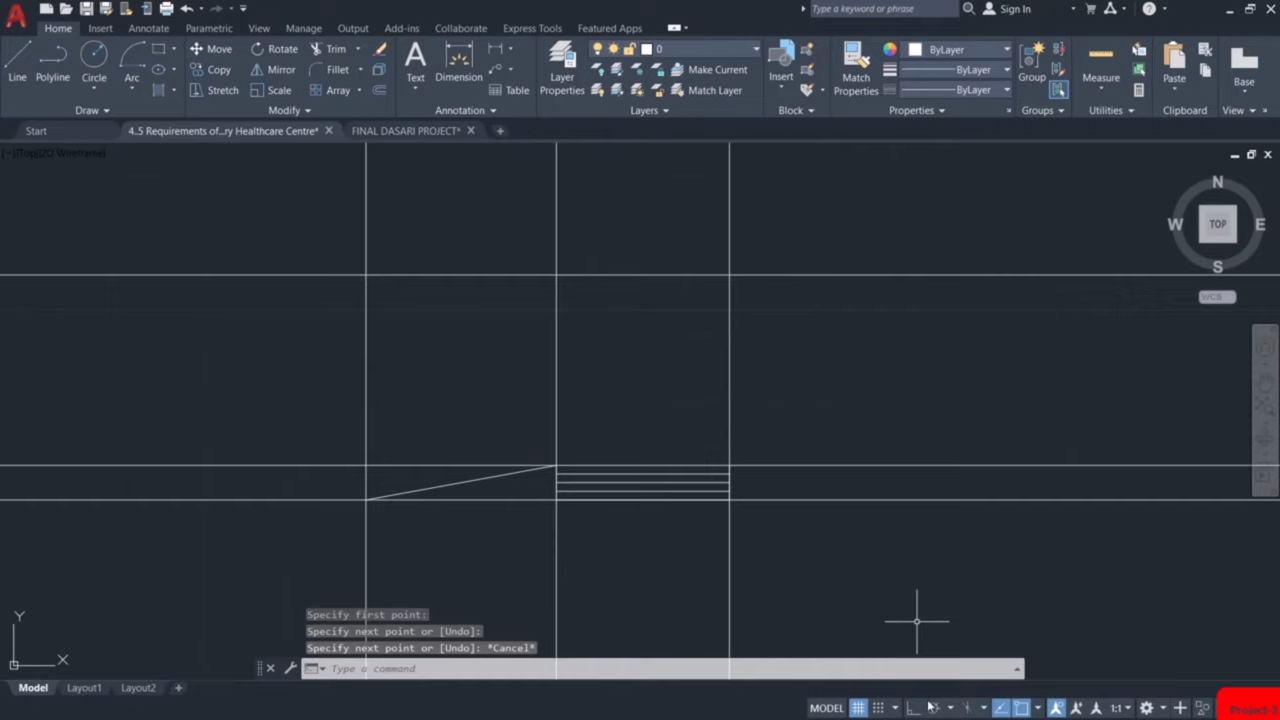 Type a keyword or phrase
Sign In
Home Insert Annotate Parametric View Manage Output Add-ins Collaborate Express Tools Featured Apps
Line
Polyline
Circle
Arc
Move
Rotate
Trim
Copy
Mirror
Fillet
Stretch
Scale
Array
Text
Dimension
Table
Layer
Properties
0
Make Current
Match Layer
Insert
Match
Properties
ByLayer
ByLayer
ByLayer
Group
Measure
Paste
Base
Draw
Modify
Annotation
Layers
Block
Properties
Groups
Utilities
Clipboard
View
Start
4..5 Requirements of...ry Healthcare Centre*
FINAL DASARI PROJECT*
[−][Top][2D Wireframe]
N
W
TOP
E
S
WCS
Specify first point:
Specify next point or [Undo]:
Specify next point or [Undo]: *Cancel*
Type a command
Y
X
Model Layout1 Layout2
MODEL
1:1